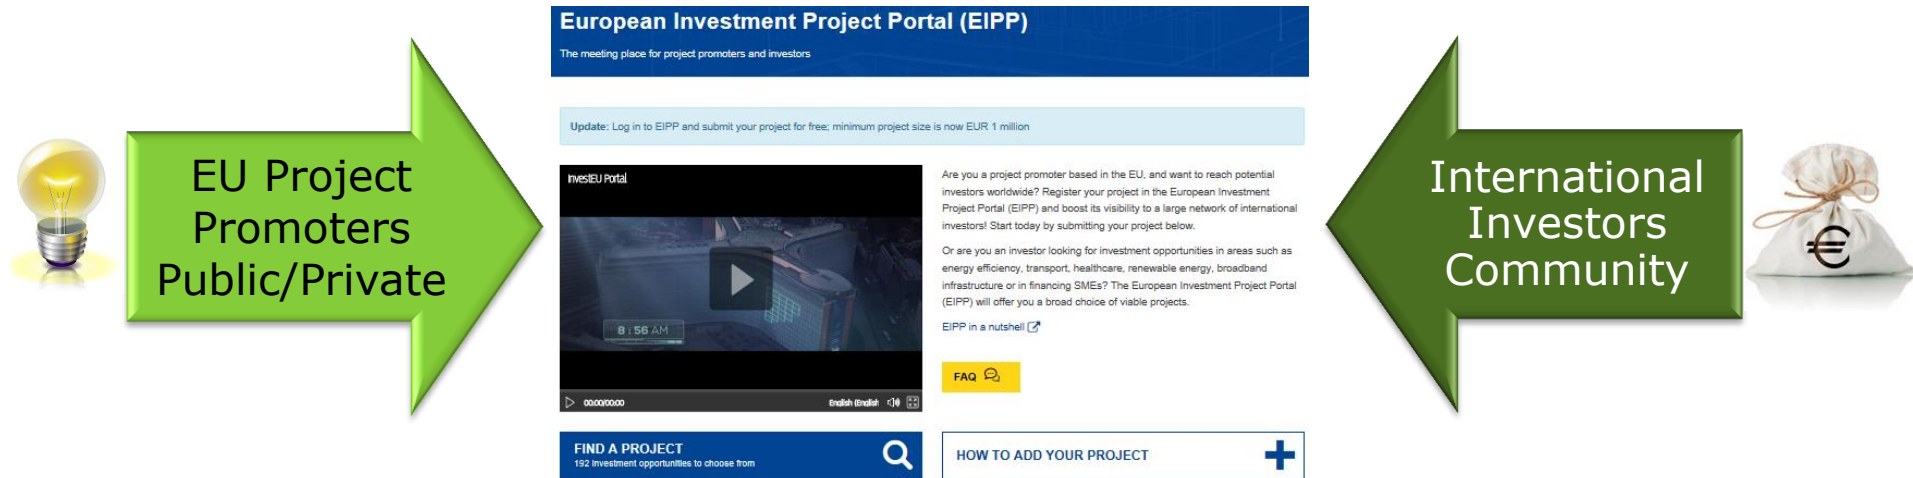 European Investment Project Portal (EIPP)
The meeting place for project promoters and investors
Update: Log in to EIPP and submit your project for free; minimum project size is now EUR 1 million
EU Project
Promoters
Public/Private
InvestEU Portal
8:56 AM
00:00/00:00
English (English
Are you a project promoter based in the EU, and want to reach potential
investors worldwide? Register your project in the European Investment
Project Portal (EIPP) and boost its visibility to a large network of international
investors! Start today by submitting your project below.
Or are you an investor looking for investment opportunities in areas such as
energy efficiency, transport, healthcare, renewable energy, broadband
infrastructure or in financing SMEs? The European Investment Project Portal
(EIPP) will offer you a broad choice of viable projects.
EIPP in a nutshell
FAQ
International
Investors
Community
€
FIND A PROJECT
192 investment opportunities to choose from
HOW TO ADD YOUR PROJECT